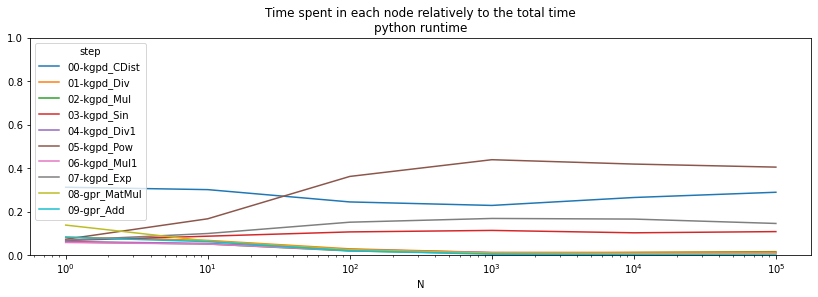 Time spent in each node relatively to the total time
python runtime
1.0
0.8
0.6
0.4
0.2
0.0
step
00-kgpd_CDist
01-kgpd_Div
02-kgpd_Mul
03-kgpd_Sin
04-kgpd_Div1
05-kgpd_Pow
06-kgpd_Mul1
07-kgpd_Exp
08-gpr_MatMul
09-gpr_Add
10⁰ 10¹ 10² 10³ 10⁴ 10⁵
N